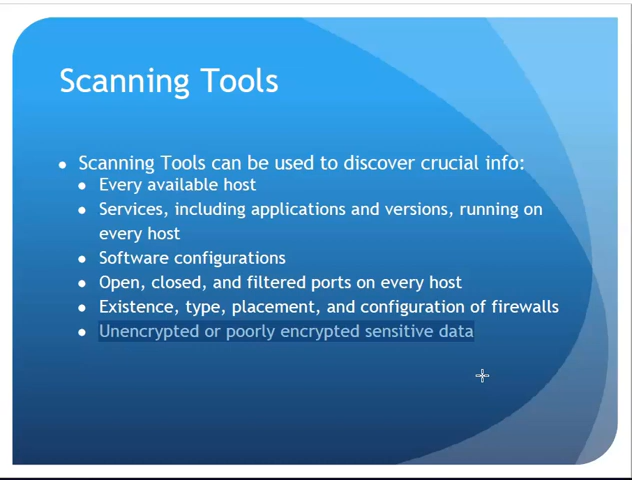 Scanning Tools
• Scanning Tools can be used to discover crucial info:
• Every available host
• Services, including applications and versions, running on
every host
• Software configurations
• Open, closed, and filtered ports on every host
• Existence, type, placement, and configuration of firewalls
• Unencrypted or poorly encrypted sensitive data